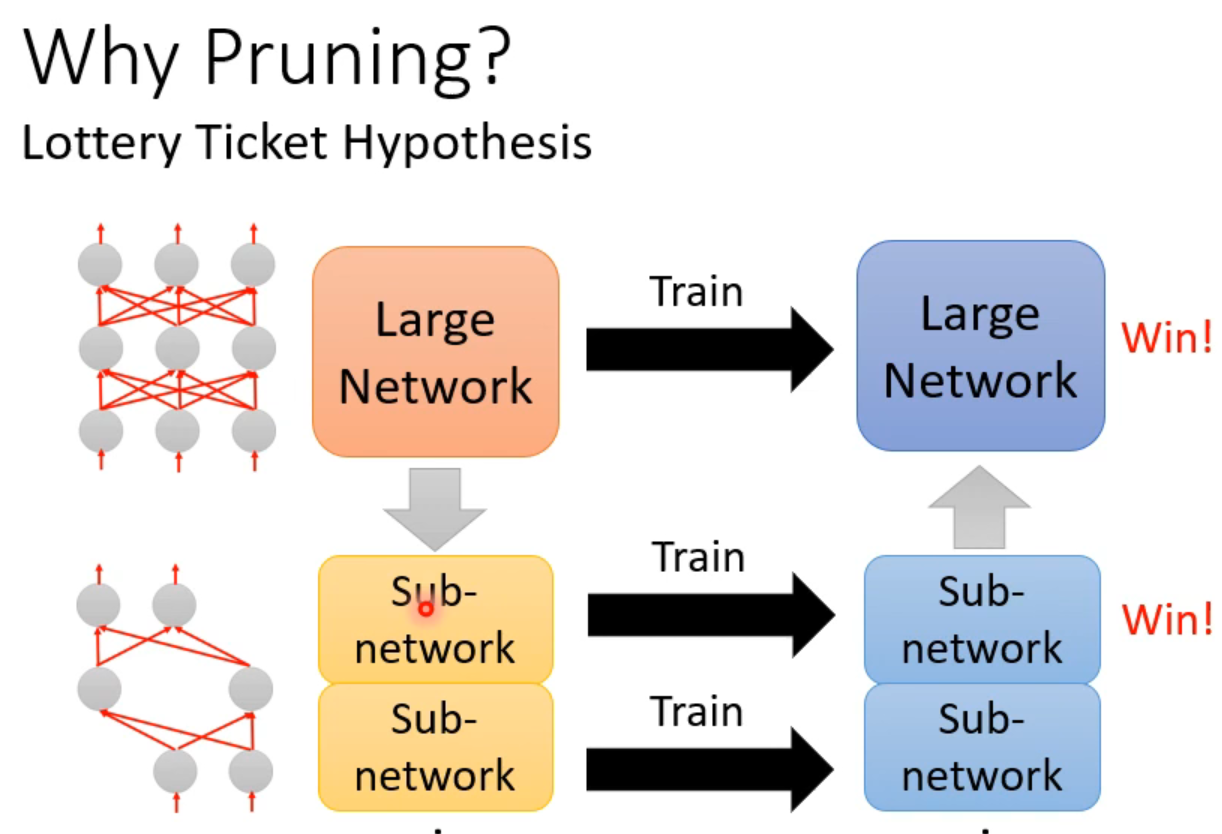 Why Pruning?
Lottery Ticket Hypothesis
Large
Network
Train
Large
Network
Win!
Sub-
network
Train
Sub-
network
Win!
Sub-
network
Train
Sub-
network